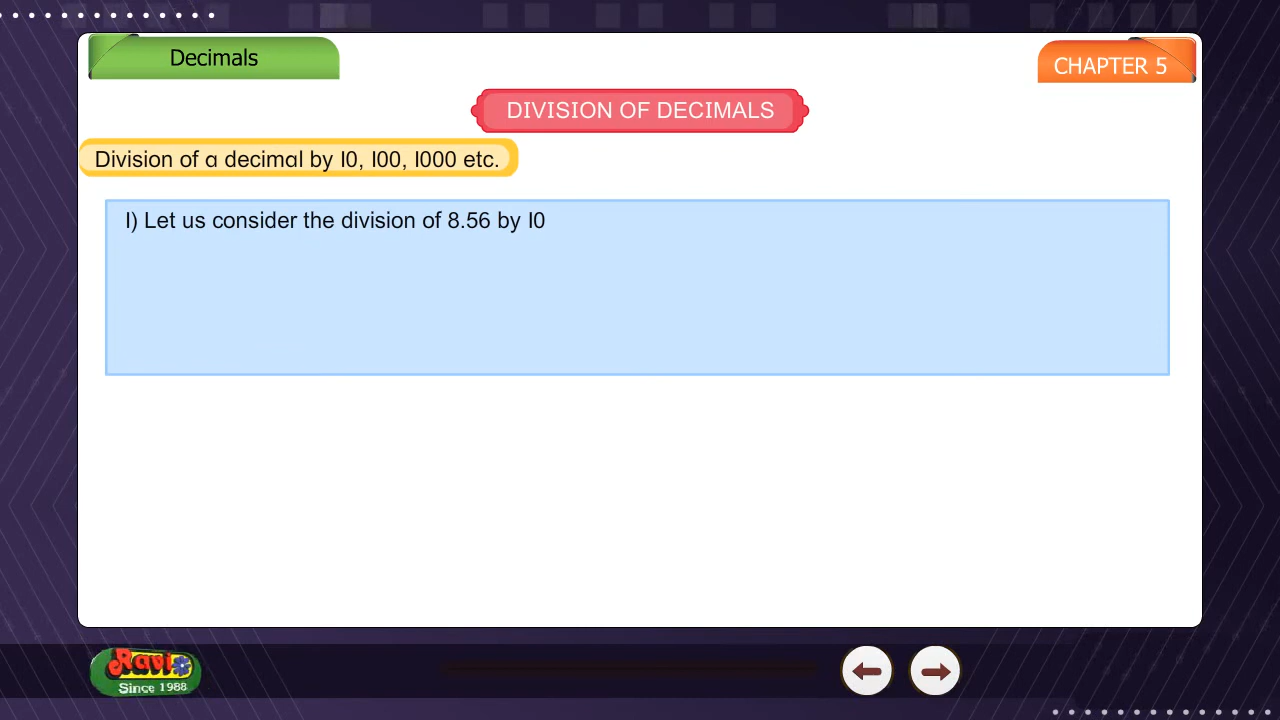 Decimals
CHAPTER 5
DIVISION OF DECIMALS
Division of a decimal by I0, I00, I000 etc.
I) Let us consider the division of 8.56 by I0
Ravi
Since 1988